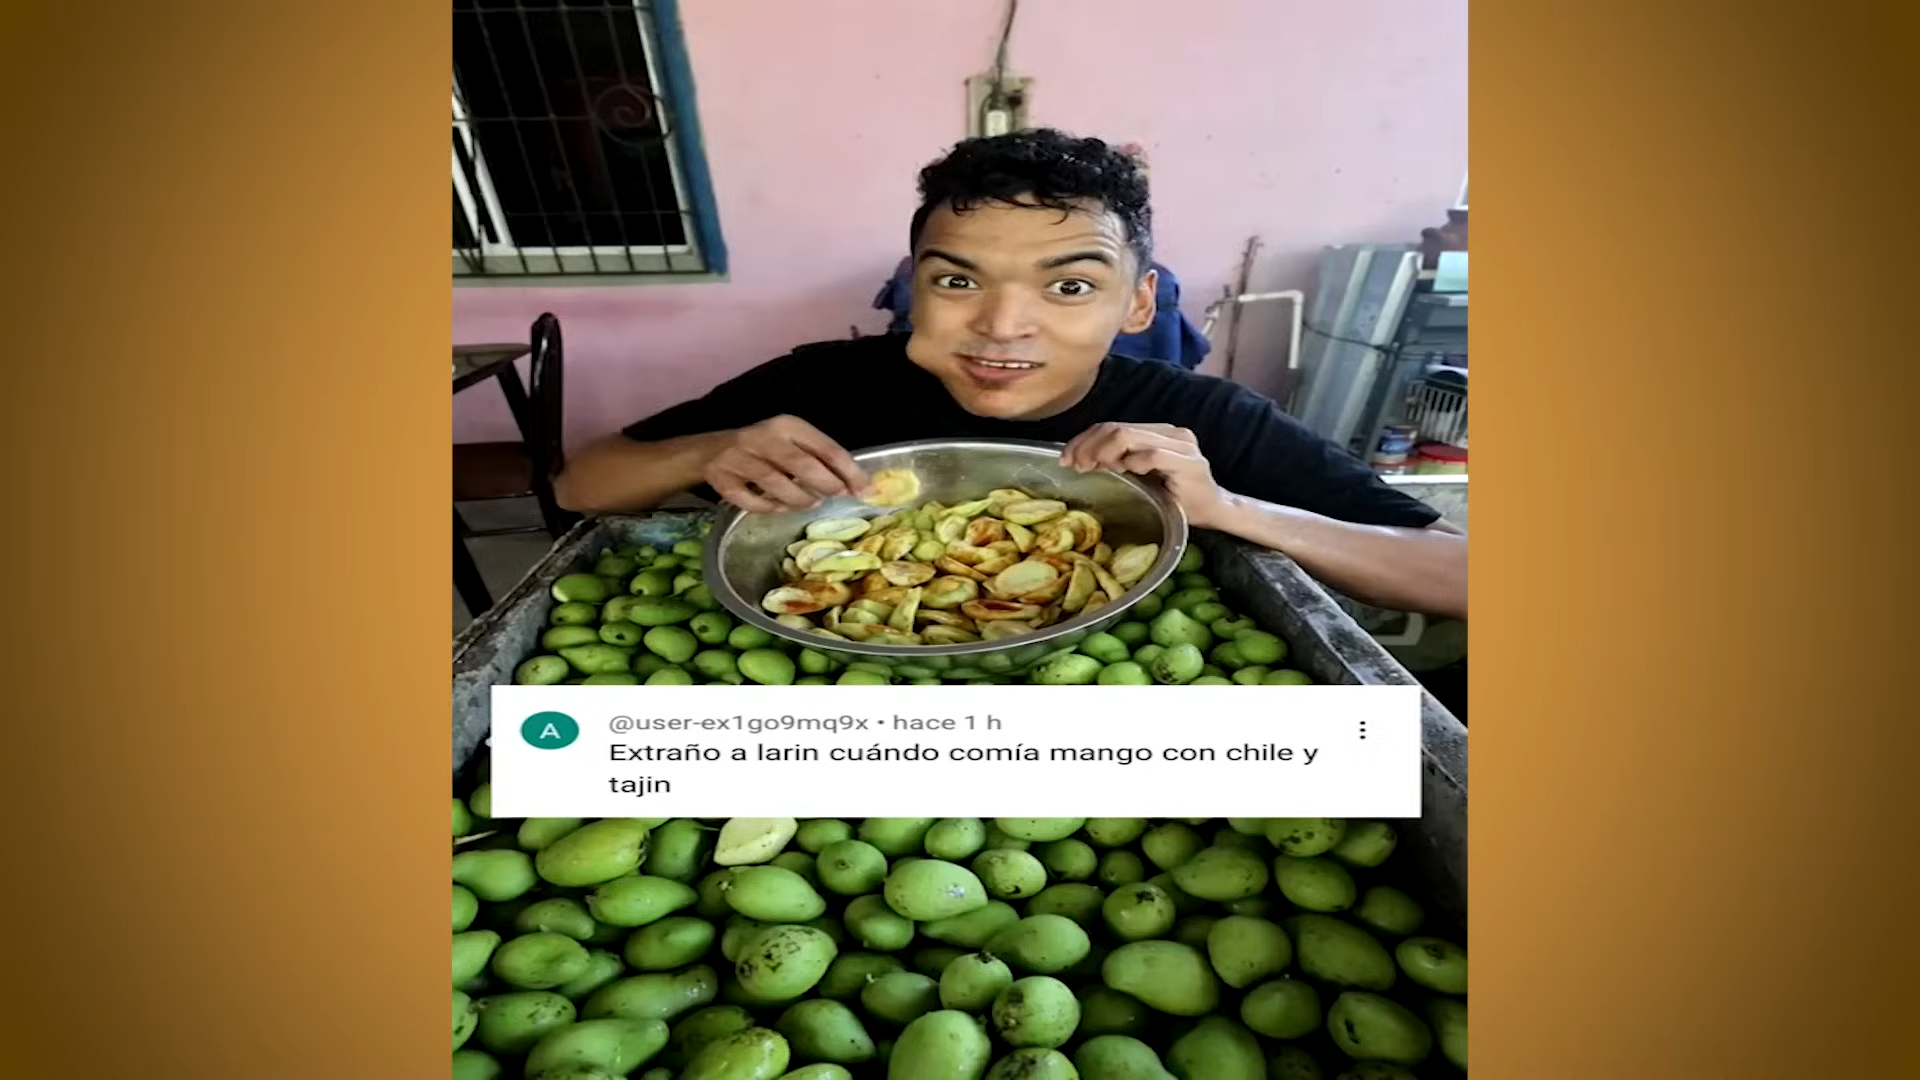 A
@user-ex1go9mq9x • hace 1 h
Extraño a larin cuándo comía mango con chile y
tajin